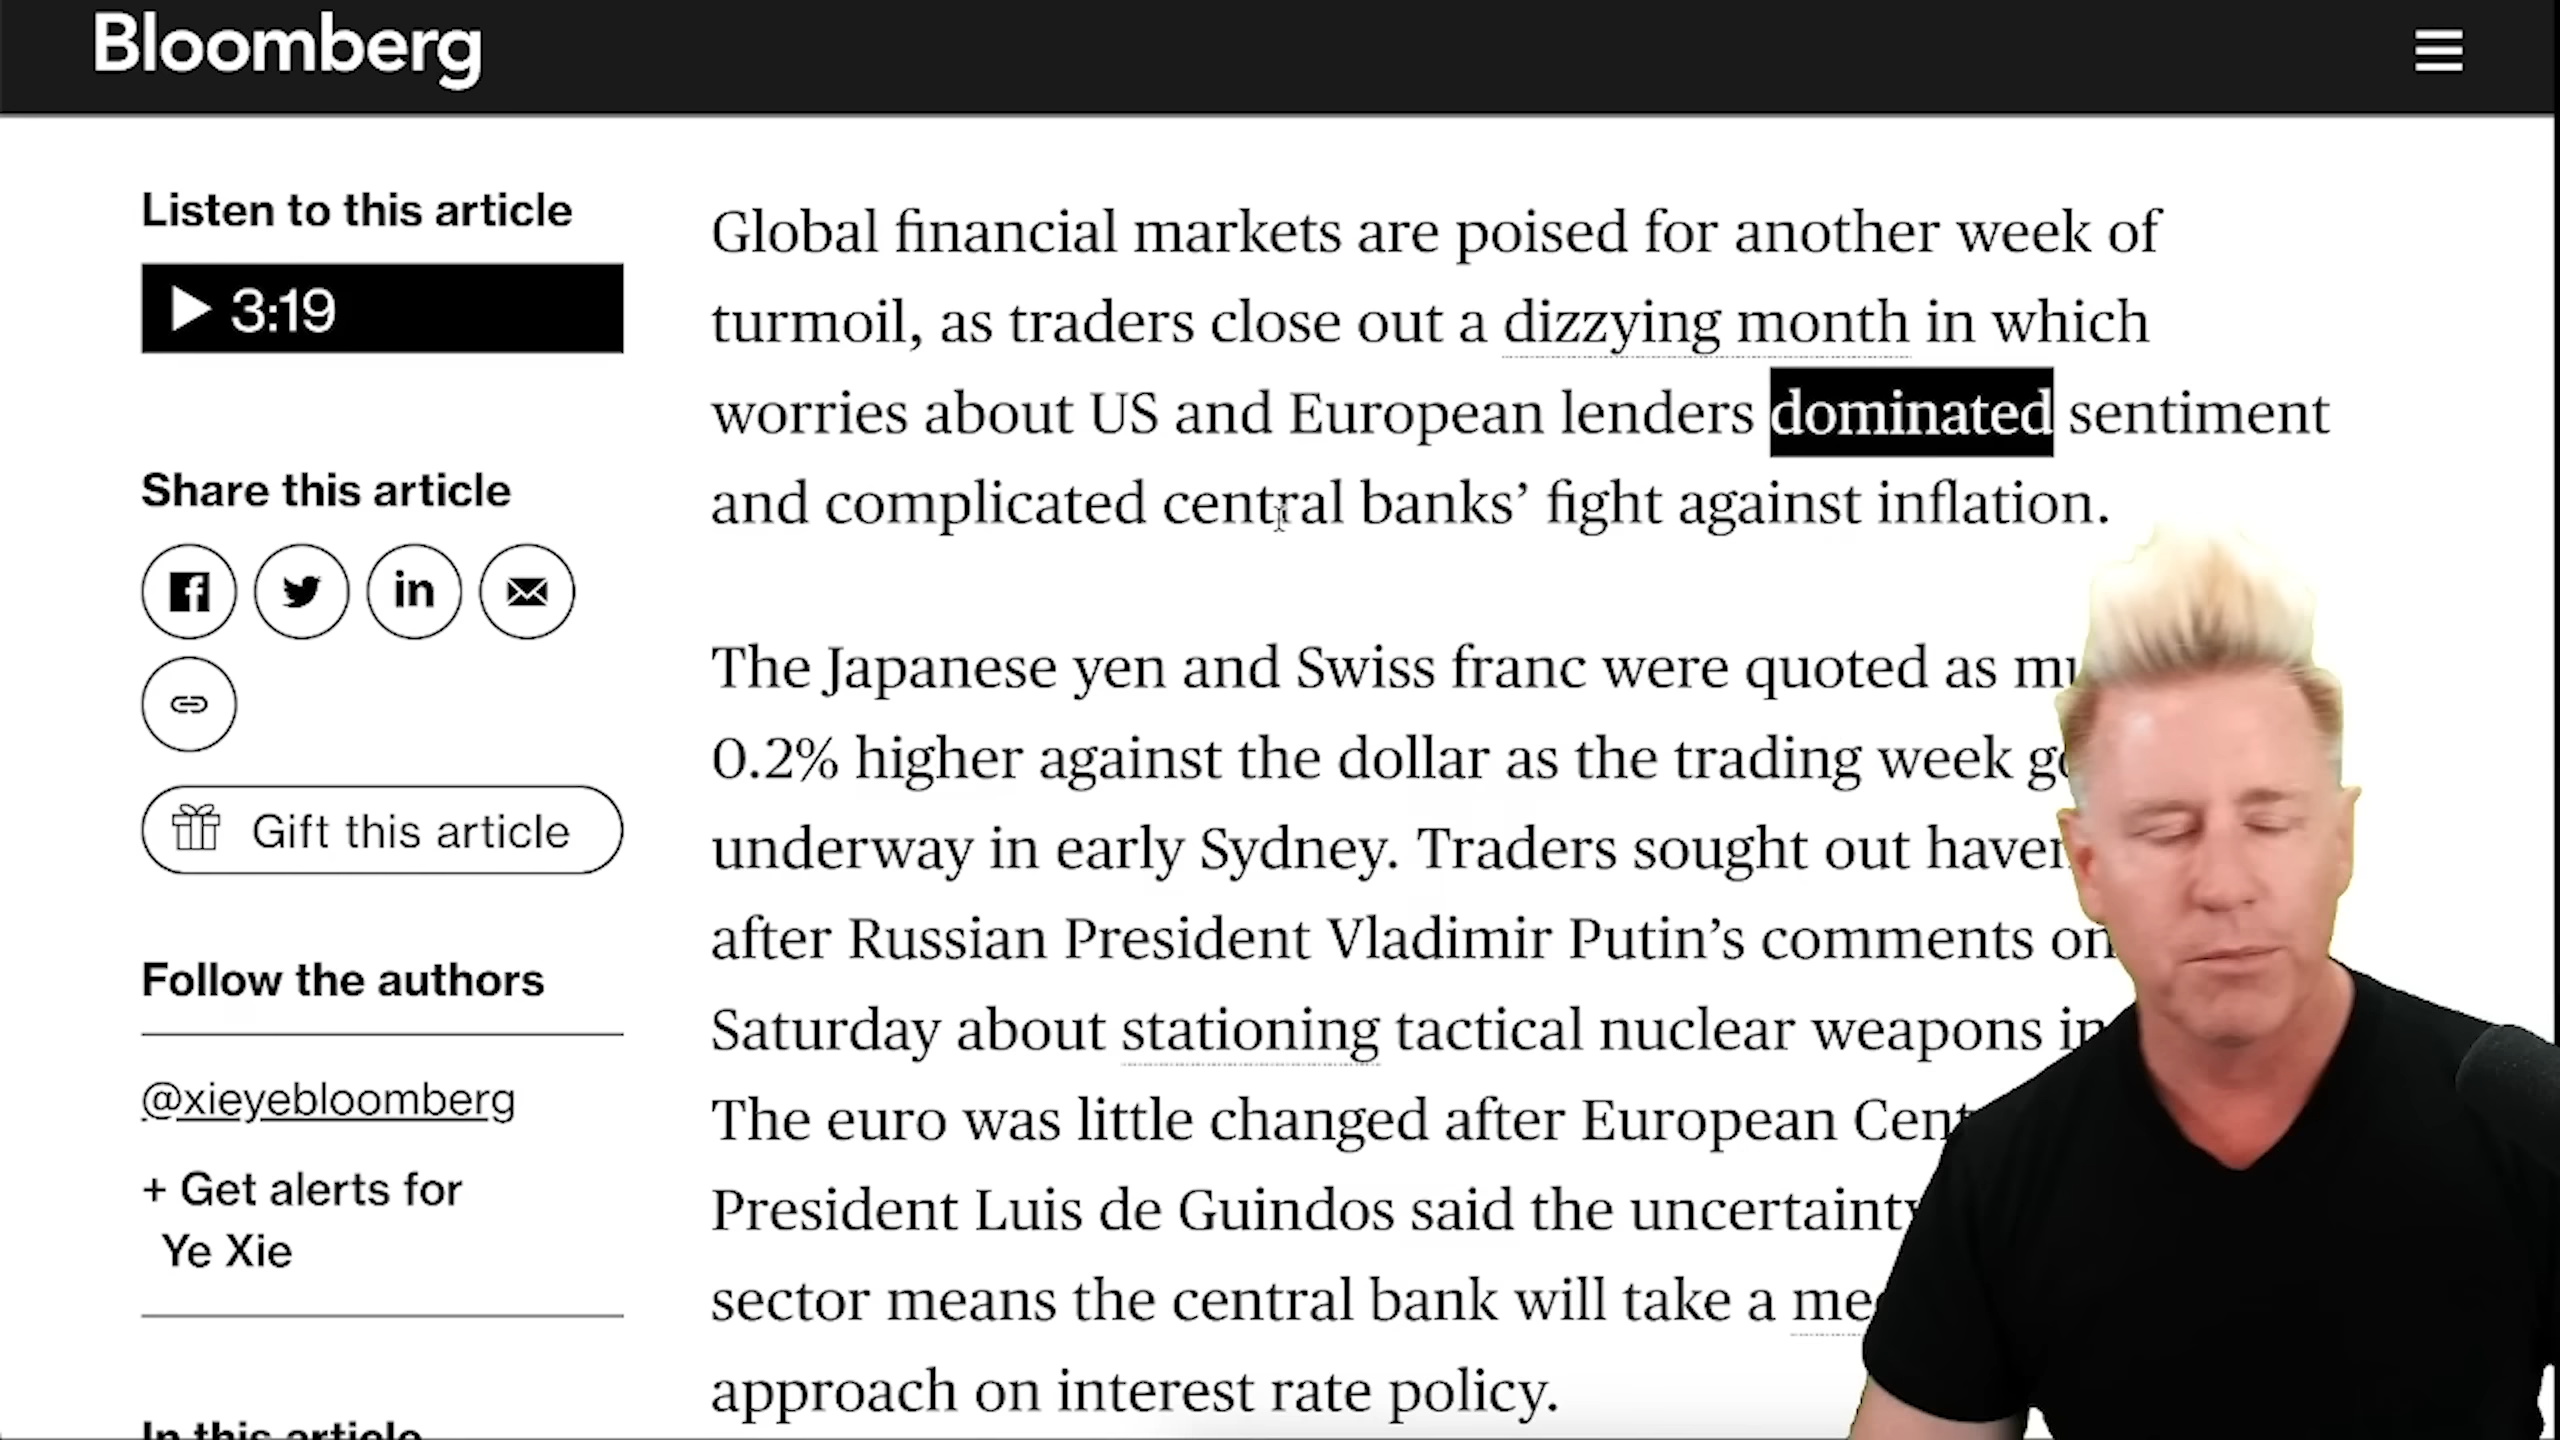 Bloomberg
Listen to this article
3:19
Share this article
in
Gift this article
Follow the authors
@xieyebloomberg
+ Get alerts for
Ye Xie
In this article
Global financial markets are poised for another week of
turmoil, as traders close out a dizzying month in which
worries about US and European lenders dominated sentiment
and complicated central banks’ fight against inflation.
The Japanese yen and Swiss franc were quoted as
0.2% higher against the dollar as the trading week
underway in early Sydney. Traders sought out
after Russian President Vladimir Putin’s comments on
Saturday about stationing tactical nuclear weapons in
The euro was little changed after European
President Luis de Guindos said the uncertainty
sector means the central bank will take a
approach on interest rate policy.